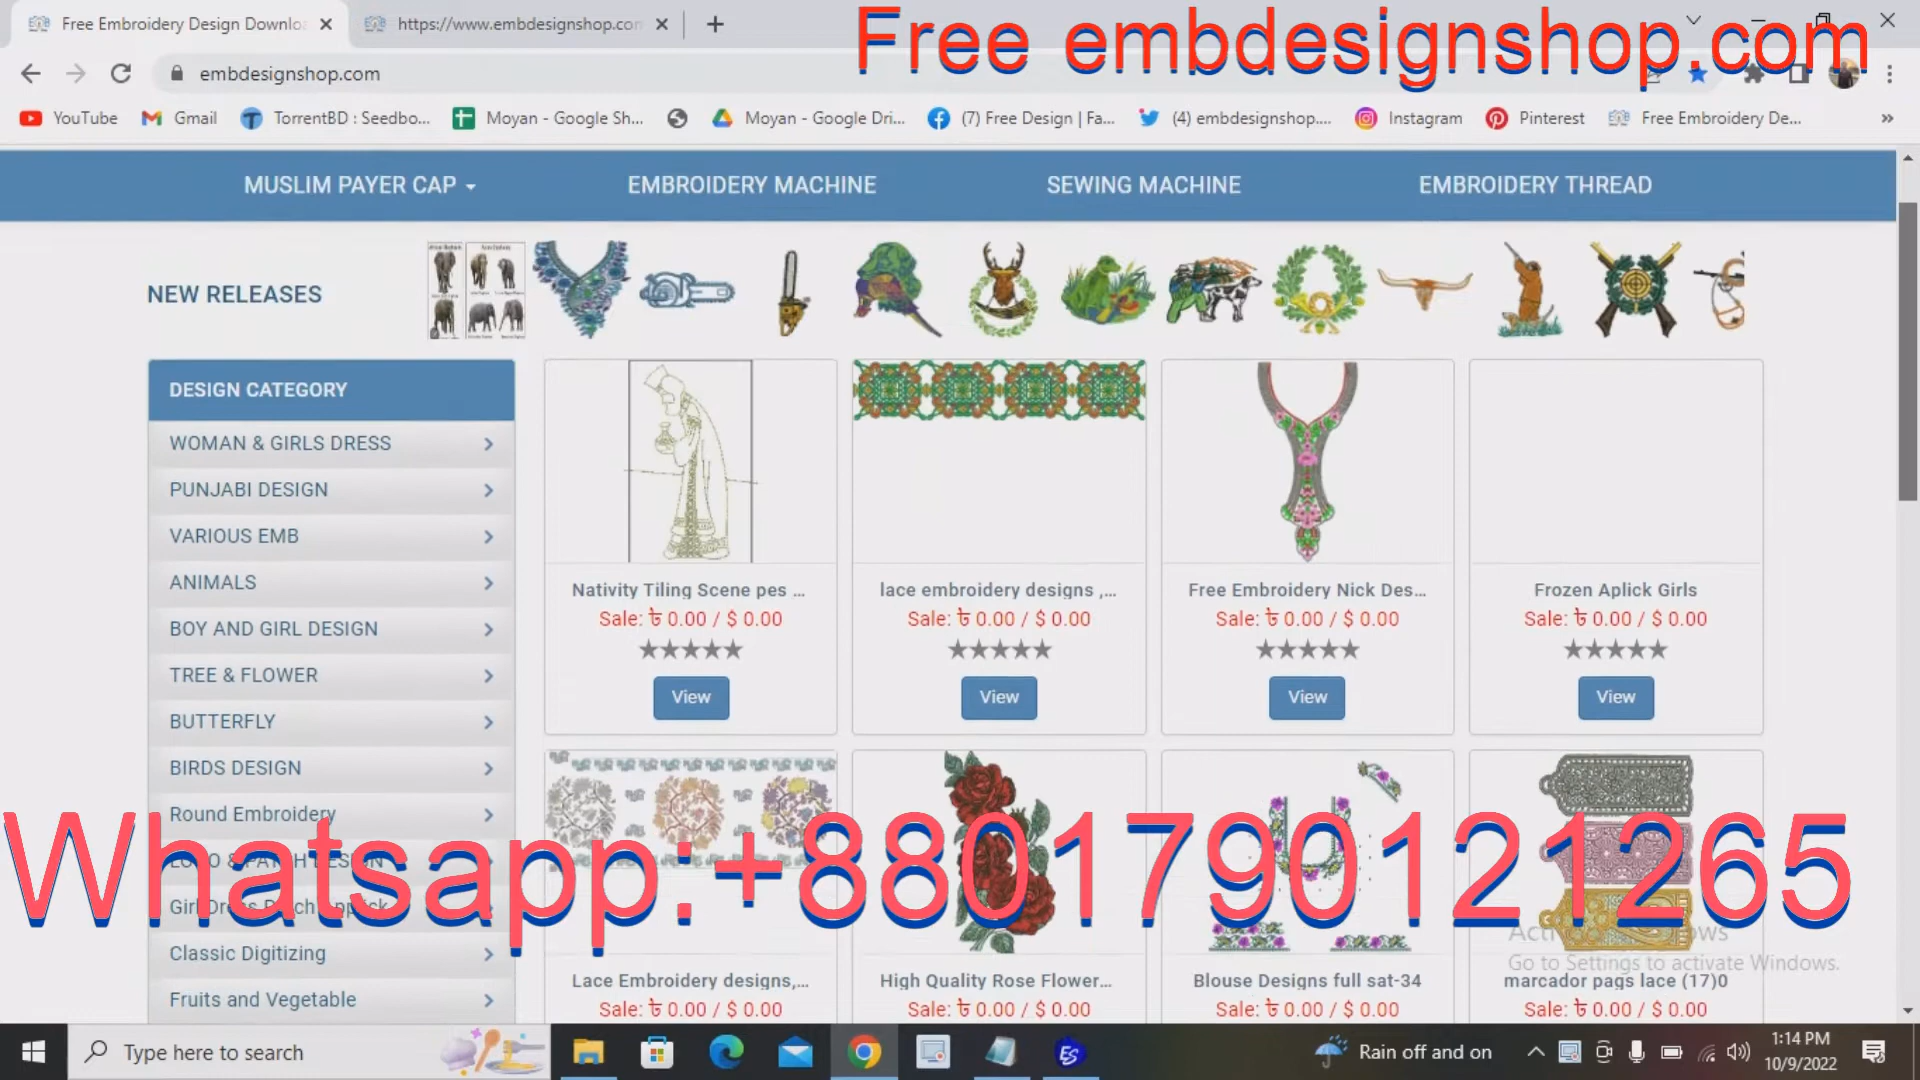 Free Embroidery Design Downlo
https://www.embdesignshop.com
Free embdesignshop.com
embdesignshop.com
YouTube
Gmail
TorrentBD : Seedbo...
Moyan - Google Sh...
Moyan - Google Dri...
(7) Free Design | Fa...
(4) embdesignshop....
Instagram
Pinterest
Free Embroidery De...
MUSLIM PAYER CAP
EMBROIDERY MACHINE
SEWING MACHINE
EMBROIDERY THREAD
NEW RELEASES
DESIGN CATEGORY
WOMAN & GIRLS DRESS
PUNJABI DESIGN
VARIOUS EMB
ANIMALS
BOY AND GIRL DESIGN
TREE & FLOWER
BUTTERFLY
BIRDS DESIGN
Round Embroidery
LOGO & PATCH DESIGN
Classic Digitizing
Fruits and Vegetable
Nativity Tiling Scene pes ...
Sale: ৳ 0.00 / $ 0.00
View
lace embroidery designs ,...
Sale: ৳ 0.00 / $ 0.00
View
Free Embroidery Nick Des...
Sale: ৳ 0.00 / $ 0.00
View
Frozen Aplick Girls
Sale: ৳ 0.00 / $ 0.00
View
Whatsapp:+8801790121265
Lace Embroidery designs,...
Sale: ৳ 0.00 / $ 0.00
High Quality Rose Flower...
Sale: ৳ 0.00 / $ 0.00
Blouse Designs full sat-34
Sale: ৳ 0.00 / $ 0.00
marcador pags lace (17)0
Sale: ৳ 0.00 / $ 0.00
Go to Settings to activate Windows.
Type here to search
Rain off and on
1:14 PM
10/9/2022